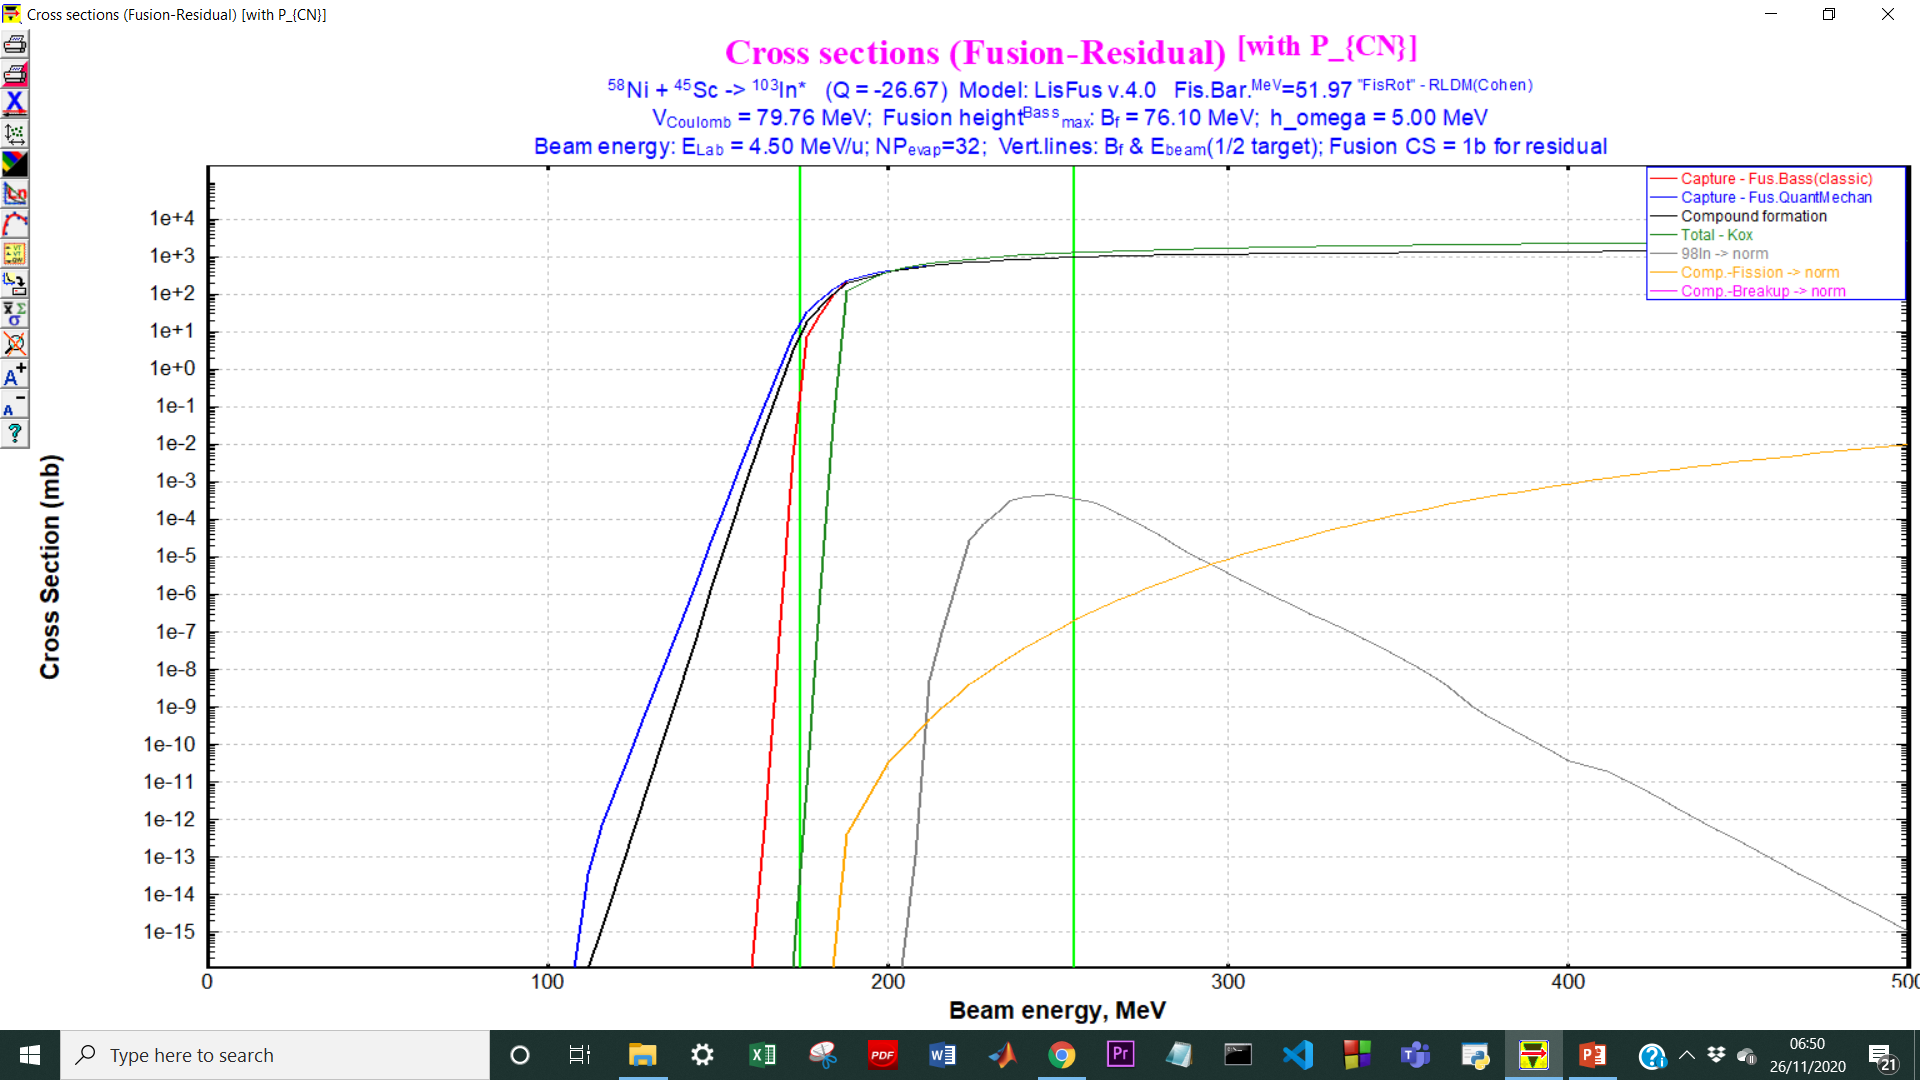 Cross sections (Fusion-Residual) [with P_{CN}]
Cross sections (Fusion-Residual) [with P_{CN}]
58Ni + 45Sc -> 103In* (Q = -26.67) Model: LisFus v.4.0 Fis.Bar.MeV=51.97 "FisRot" - RLDM(Cohen)
VCoulomb = 79.76 MeV; Fusion heightBass max: Bf = 76.10 MeV; h_omega = 5.00 MeV
Beam energy: ELab = 4.50 MeV/u; NPevap=32; Vert.lines: Bf & Ebeam(1/2 target); Fusion CS = 1b for residual
Capture - Fus.Bass(classic)
Capture - Fus.QuantMechan
Compound formation
Total - Kox
98In -> norm
Comp.-Fission -> norm
Comp.-Breakup -> norm
1e+4
1e+3
1e+2
1e+1
1e+0
1e-1
1e-2
1e-3
1e-4
1e-5
1e-6
1e-7
1e-8
1e-9
1e-10
1e-11
1e-12
1e-13
1e-14
1e-15
Cross Section (mb)
0 100 200 300 400 500
Beam energy, MeV
Type here to search
PDF
Pr
06:50
26/11/2020
21